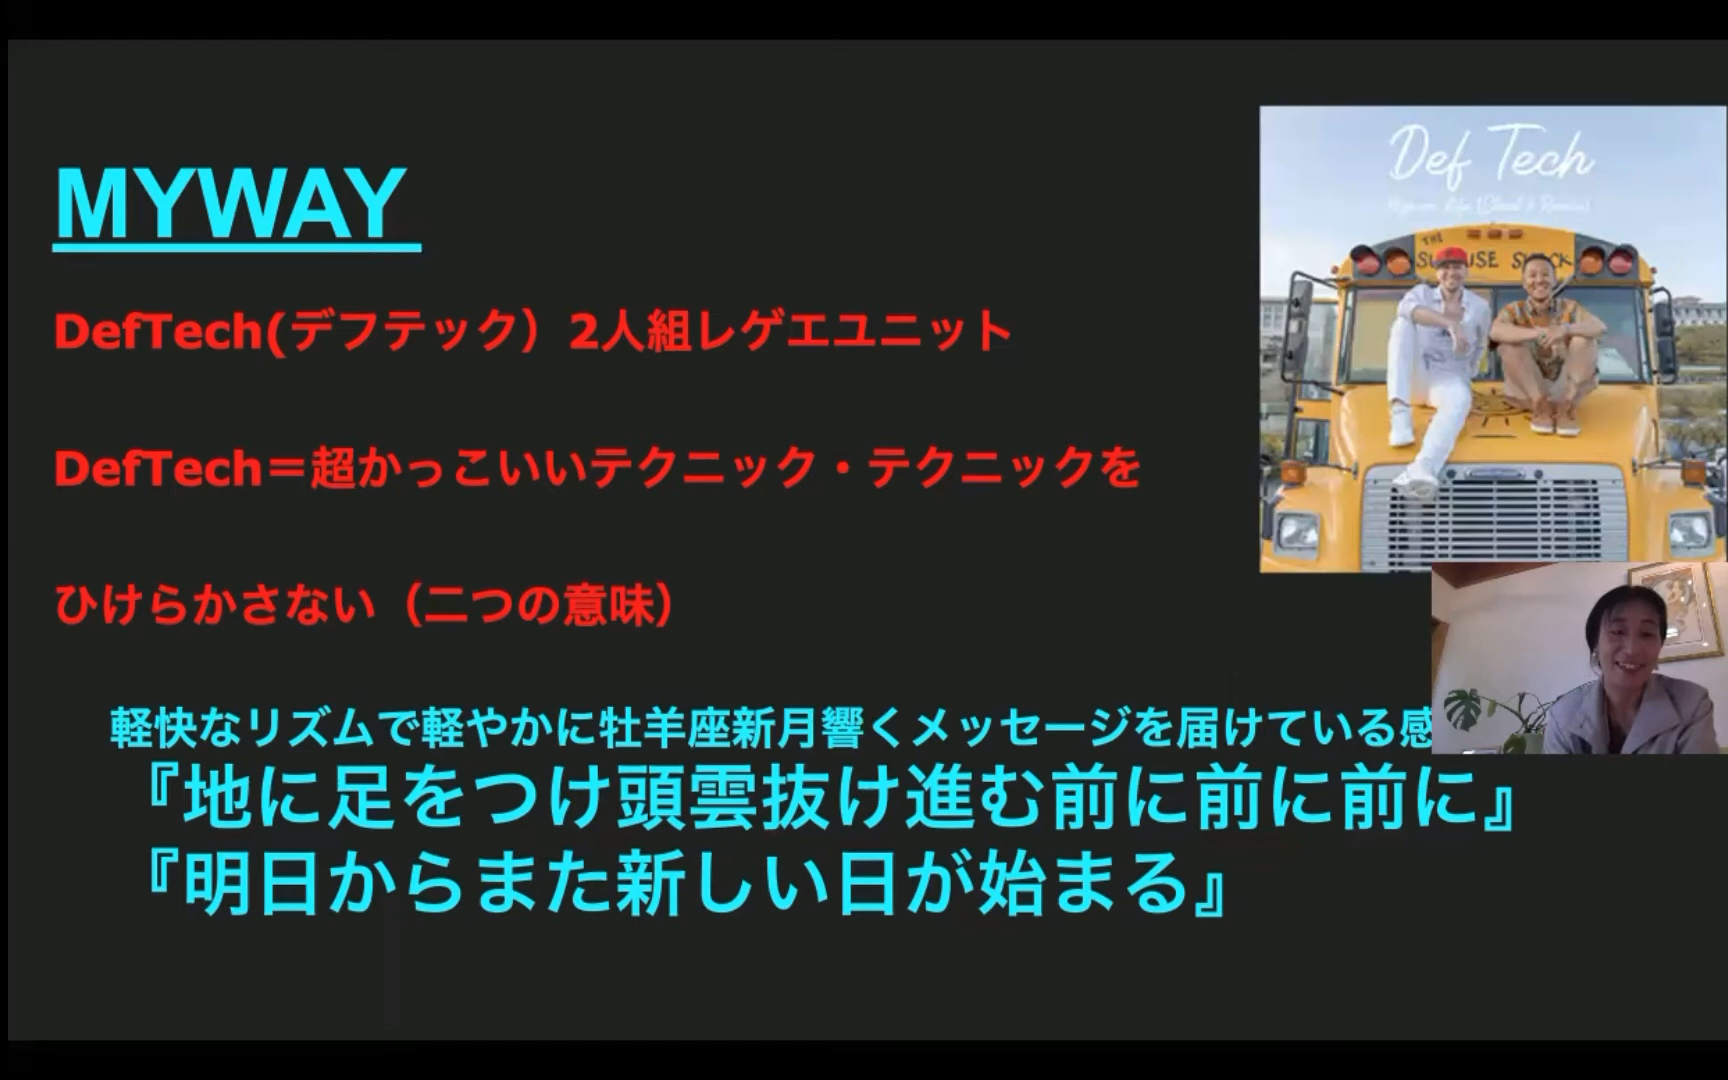 MYWAY
DefTech(デフテック）2人組レゲエユニット
DefTech＝超かっこいいテクニック・テクニックを
ひけらかさない（二つの意味）
軽快なリズムで軽やかに牡羊座新月響くメッセージを届けている感
『地に足をつけ頭雲抜け進む前に前に前に』
『明日からまた新しい日が始まる』
Def Tech
THE